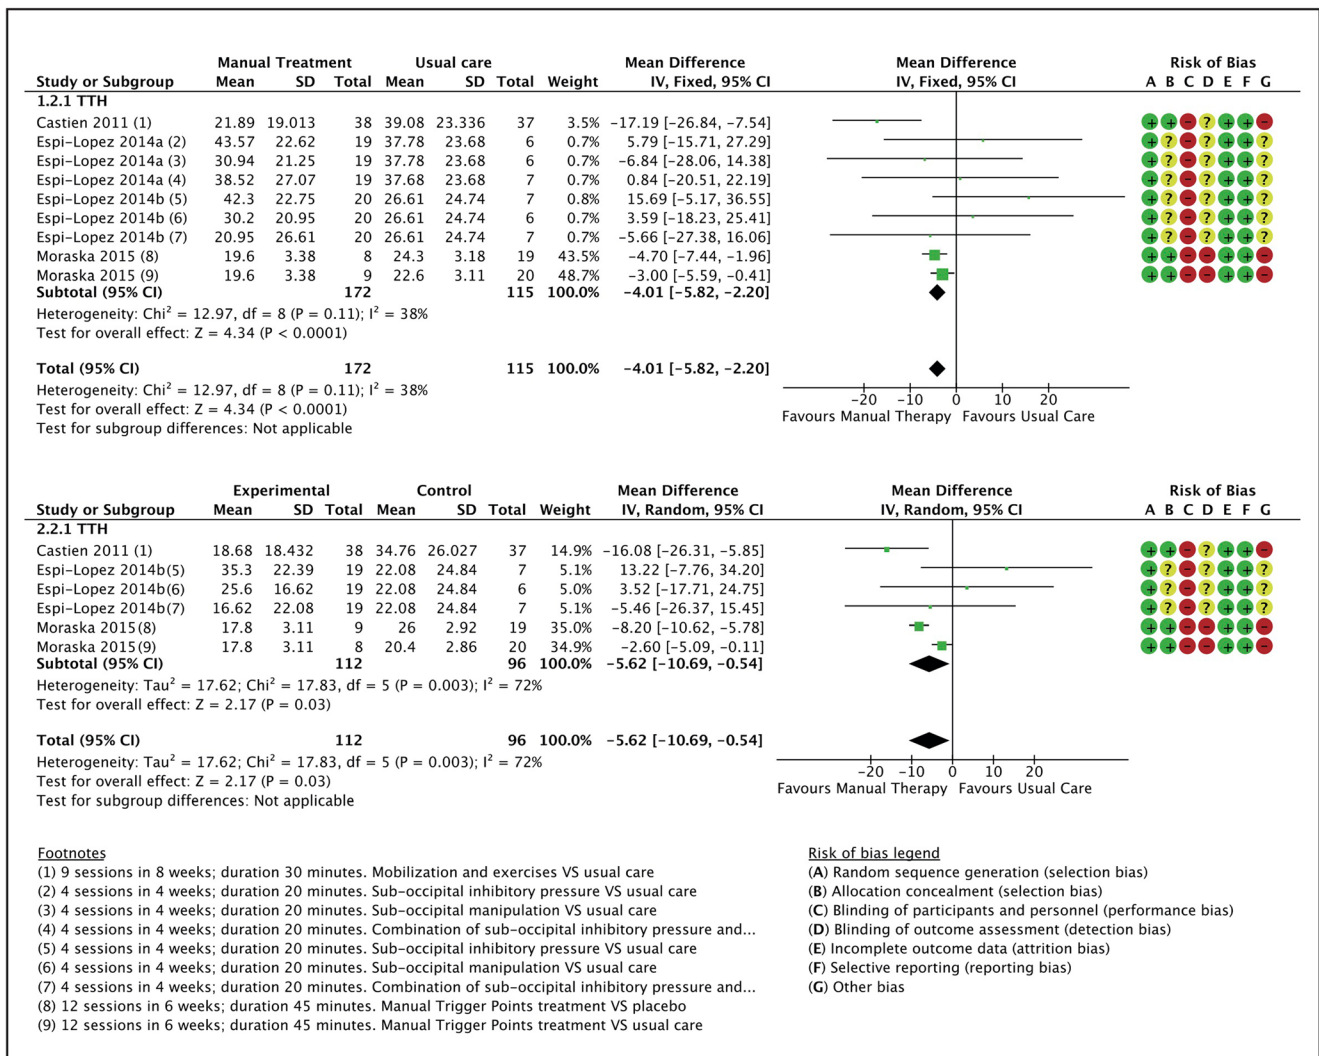 Manual Treatment Usual care Mean Difference Mean Difference Risk of Bias
Study or Subgroup Mean SD Total Mean SD Total Weight IV, Fixed, 95% CI IV, Fixed, 95% CI A B C D E F G
1.2.1 TTH
Castien 2011 (1) 21.89 19.013 38 39.08 23.336 37 3.5% −17.19 [−26.84, −7.54] + + − ? + + −
Espi-Lopez 2014a (2) 43.57 22.62 19 37.78 23.68 6 0.7% 5.79 [−15.71, 27.29] + ? − ? + + ?
Espi-Lopez 2014a (3) 30.94 21.25 19 37.78 23.68 6 0.7% −6.84 [−28.06, 14.38] + ? − ? + + ?
Espi-Lopez 2014a (4) 38.52 27.07 19 37.68 23.68 7 0.7% 0.84 [−20.51, 22.19] + ? − ? + + ?
Espi-Lopez 2014b (5) 42.3 22.75 20 26.61 24.74 7 0.8% 15.69 [−5.17, 36.55] + ? − ? + + ?
Espi-Lopez 2014b (6) 30.2 20.95 20 26.61 24.74 6 0.7% 3.59 [−18.23, 25.41] + ? − ? + + ?
Espi-Lopez 2014b (7) 20.95 26.61 20 26.61 24.74 7 0.7% −5.66 [−27.38, 16.06] + ? − ? + + ?
Moraska 2015 (8) 19.6 3.38 8 24.3 3.18 19 43.5% −4.70 [−7.44, −1.96] + + − − + + −
Moraska 2015 (9) 19.6 3.38 9 22.6 3.11 20 48.7% −3.00 [−5.59, −0.41] + + − − + + −
Subtotal (95% CI) 172 115 100.0% −4.01 [−5.82, −2.20]
Heterogeneity: Chi² = 12.97, df = 8 (P = 0.11); I² = 38%
Test for overall effect: Z = 4.34 (P < 0.0001)
Total (95% CI) 172 115 100.0% −4.01 [−5.82, −2.20]
Heterogeneity: Chi² = 12.97, df = 8 (P = 0.11); I² = 38%
Test for overall effect: Z = 4.34 (P < 0.0001)
Test for subgroup differences: Not applicable
−20 −10 0 10 20
Favours Manual Therapy Favours Usual Care
Experimental Control Mean Difference Mean Difference Risk of Bias
Study or Subgroup Mean SD Total Mean SD Total Weight IV, Random, 95% CI IV, Random, 95% CI A B C D E F G
2.2.1 TTH
Castien 2011 (1) 18.68 18.432 38 34.76 26.027 37 14.9% −16.08 [−26.31, −5.85] + + − ? + + −
Espi-Lopez 2014b(5) 35.3 22.39 19 22.08 24.84 7 5.1% 13.22 [−7.76, 34.20] + ? − ? + + ?
Espi-Lopez 2014b(6) 25.6 16.62 19 22.08 24.84 6 5.0% 3.52 [−17.71, 24.75] + ? − ? + + ?
Espi-Lopez 2014b(7) 16.62 22.08 19 22.08 24.84 7 5.1% −5.46 [−26.37, 15.45] + ? − ? + + ?
Moraska 2015(8) 17.8 3.11 9 26 2.92 19 35.0% −8.20 [−10.62, −5.78] + + − − + + −
Moraska 2015(9) 17.8 3.11 8 20.4 2.86 20 34.9% −2.60 [−5.09, −0.11] + + − − + + −
Subtotal (95% CI) 112 96 100.0% −5.62 [−10.69, −0.54]
Heterogeneity: Tau² = 17.62; Chi² = 17.83, df = 5 (P = 0.003); I² = 72%
Test for overall effect: Z = 2.17 (P = 0.03)
Total (95% CI) 112 96 100.0% −5.62 [−10.69, −0.54]
Heterogeneity: Tau² = 17.62; Chi² = 17.83, df = 5 (P = 0.003); I² = 72%
Test for overall effect: Z = 2.17 (P = 0.03)
Test for subgroup differences: Not applicable
−20 −10 0 10 20
Favours Manual Therapy Favours Usual Care
Footnotes
(1) 9 sessions in 8 weeks; duration 30 minutes. Mobilization and exercises VS usual care
(2) 4 sessions in 4 weeks; duration 20 minutes. Sub-occipital inhibitory pressure VS usual care
(3) 4 sessions in 4 weeks; duration 20 minutes. Sub-occipital manipulation VS usual care
(4) 4 sessions in 4 weeks; duration 20 minutes. Combination of sub-occipital inhibitory pressure and...
(5) 4 sessions in 4 weeks; duration 20 minutes. Sub-occipital inhibitory pressure VS usual care
(6) 4 sessions in 4 weeks; duration 20 minutes. Sub-occipital manipulation VS usual care
(7) 4 sessions in 4 weeks; duration 20 minutes. Combination of sub-occipital inhibitory pressure and...
(8) 12 sessions in 6 weeks; duration 45 minutes. Manual Trigger Points treatment VS placebo
(9) 12 sessions in 6 weeks; duration 45 minutes. Manual Trigger Points treatment VS usual care
Risk of bias legend
(A) Random sequence generation (selection bias)
(B) Allocation concealment (selection bias)
(C) Blinding of participants and personnel (performance bias)
(D) Blinding of outcome assessment (detection bias)
(E) Incomplete outcome data (attrition bias)
(F) Selective reporting (reporting bias)
(G) Other bias